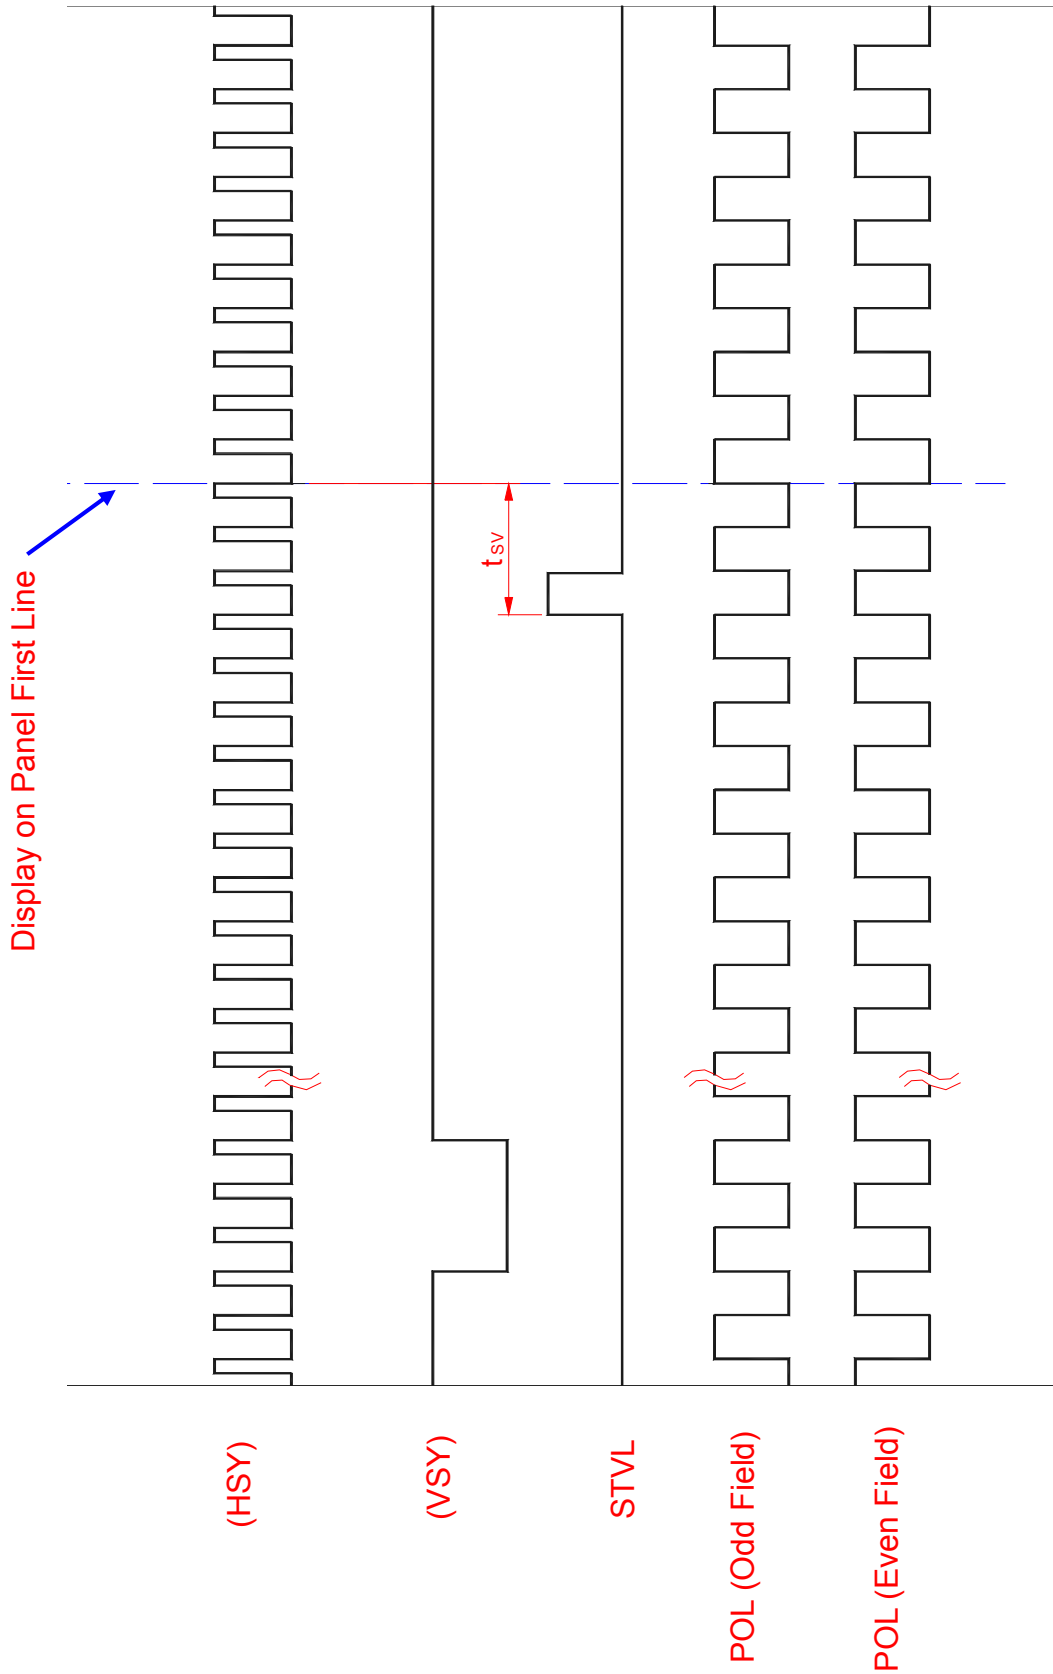 Display on Panel First Line
(HSY)
(VSY)
tsv
STVL
POL (Odd Field)
POL (Even Field)